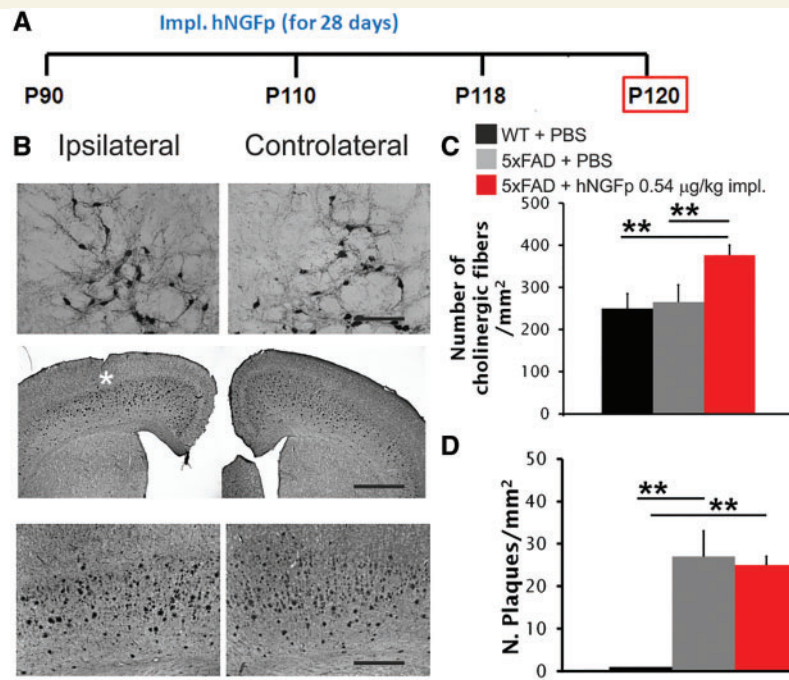 A
Impl. hNGFp (for 28 days)
P90
P110
P118
P120
B
Ipsilateral
Controlateral
C
WT + PBS
5xFAD + PBS
5xFAD + hNGFp 0.54 µg/kg impl.
Number of
cholinergic fibers
/mm²
500
400
300
200
100
0
**
**
*
D
N. Plaques/mm²
50
40
30
20
10
0
**
**